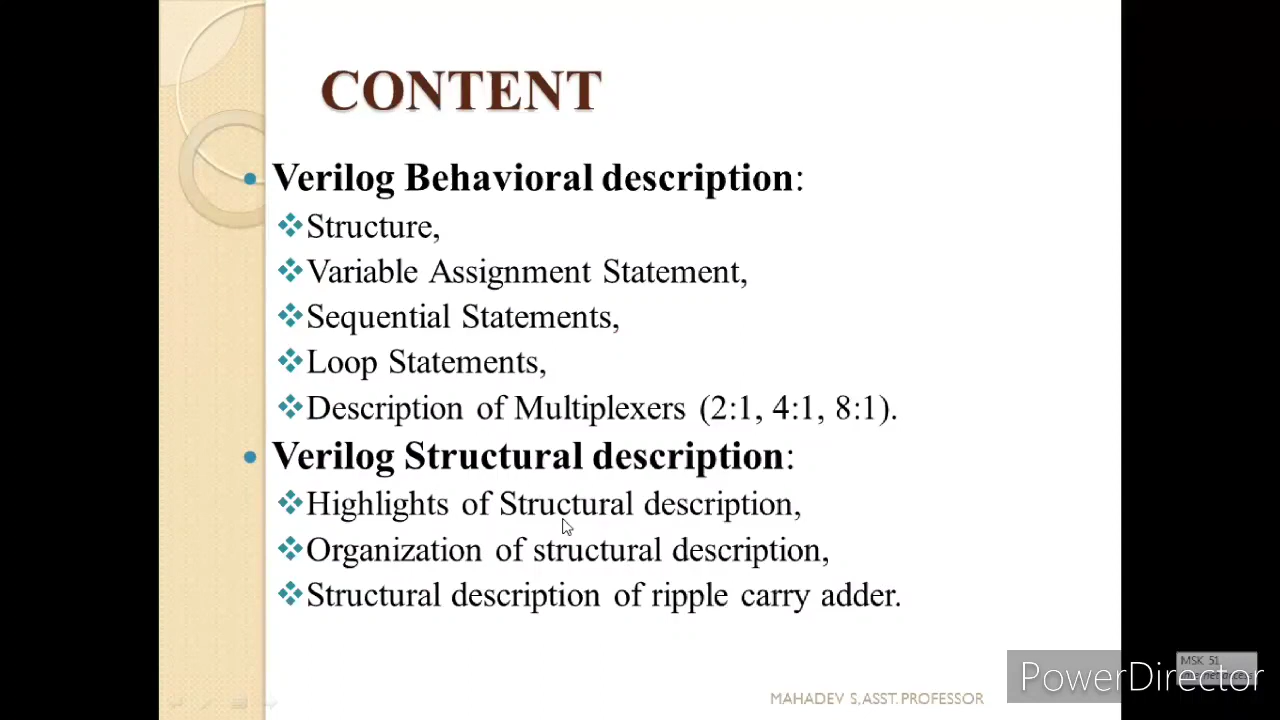 CONTENT
Verilog Behavioral description:
Structure,
Variable Assignment Statement,
Sequential Statements,
Loop Statements,
Description of Multiplexers (2:1, 4:1, 8:1).
Verilog Structural description:
Highlights of Structural description,
Organization of structural description,
Structural description of ripple carry adder.
MAHADEV S, ASST. PROFESSOR
MSK 51
PowerDirector